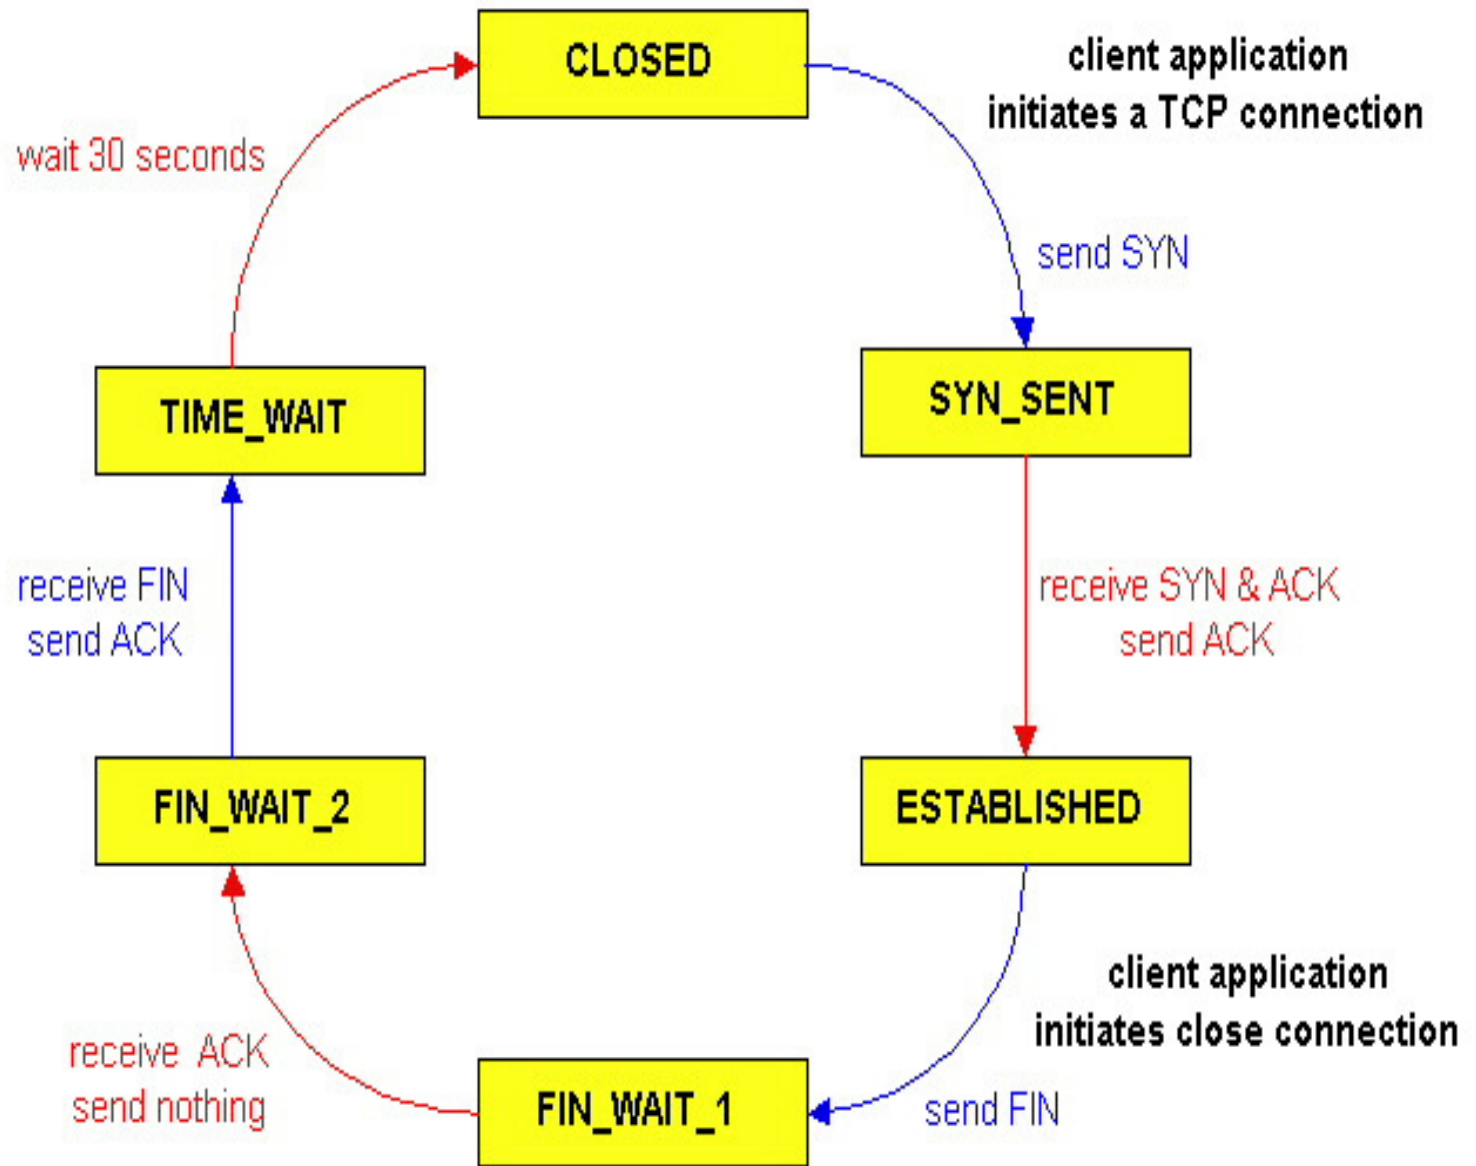 CLOSED
client application
initiates a TCP connection
wait 30 seconds
send SYN
TIME_WAIT
SYN_SENT
receive FIN
send ACK
receive SYN & ACK
send ACK
FIN_WAIT_2
ESTABLISHED
client application
initiates close connection
receive ACK
send nothing
FIN_WAIT_1
send FIN